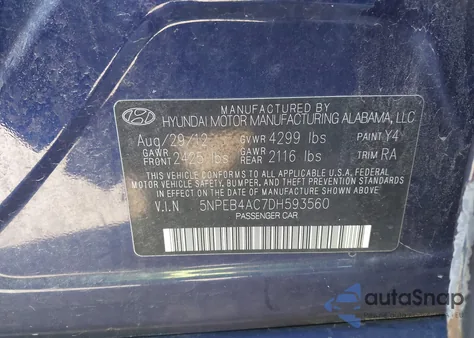 MANUFACTURED BY
HYUNDAI MOTOR MANUFACTURING ALABAMA, LLC
Aug/29/12 GVWR 4299 lbs PAINT Y4
GAWR FRONT 2425 lbs GAWR REAR 2116 lbs TRIM RA
THIS VEHICLE CONFORMS TO ALL APPLICABLE U.S.A. FEDERAL
MOTOR VEHICLE SAFETY, BUMPER, AND THEFT PREVENTION STANDARDS
IN EFFECT ON THE DATE OF MANUFACTURE SHOWN ABOVE.
V.I.N 5NPEB4AC7DH593560
PASSENGER CAR
autoSnap